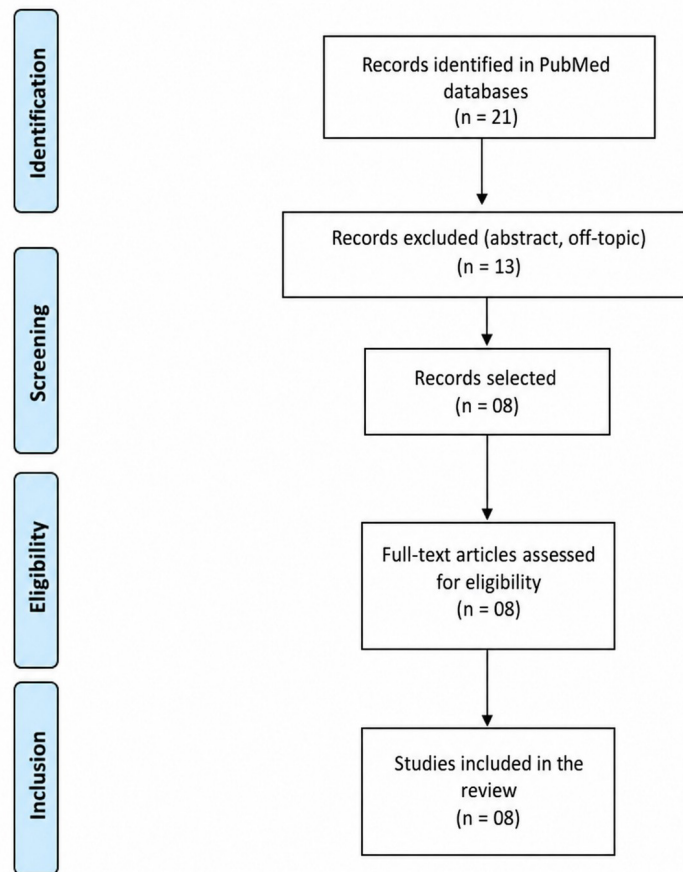 Identification
Records identified in PubMed
databases
(n = 21)
Records excluded (abstract, off-topic)
(n = 13)
Screening
Records selected
(n = 08)
Eligibility
Full-text articles assessed
for eligibility
(n = 08)
Inclusion
Studies included in the
review
(n = 08)